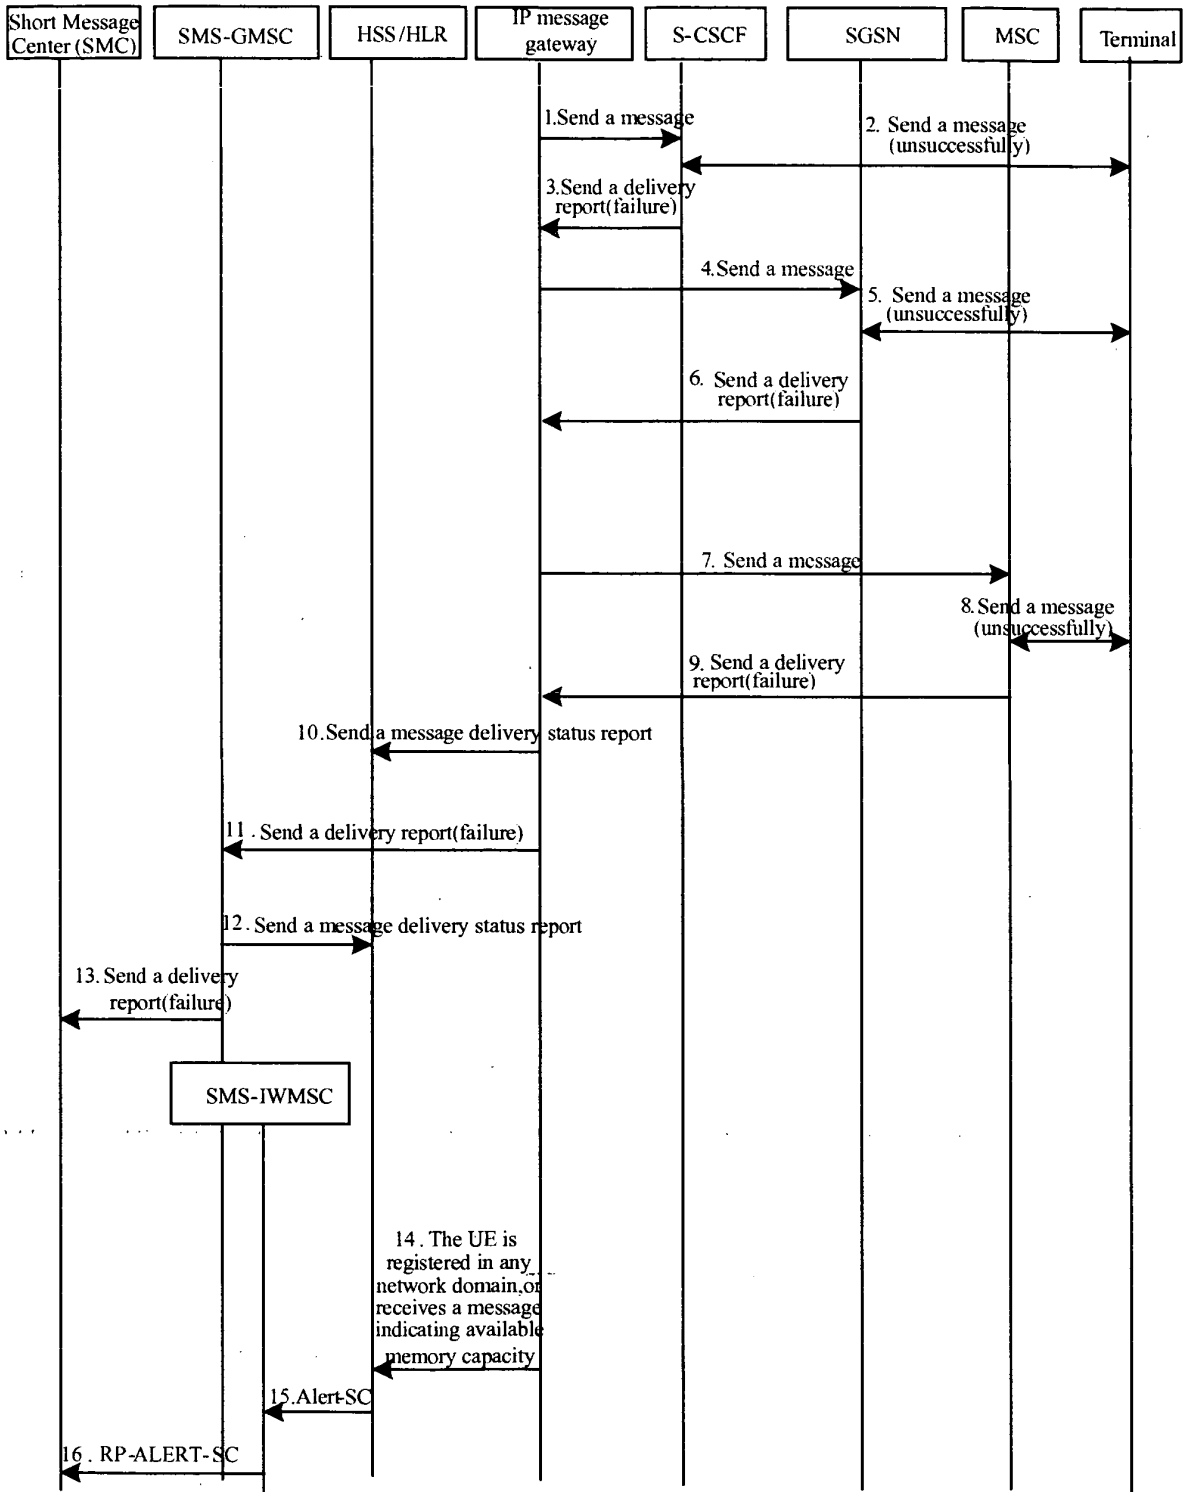 Short Message
Center (SMC)
SMS-GMSC
HSS/HLR
IP message
gateway
S-CSCF
SGSN
MSC
Terminal
1.Send a message
2. Send a message
(unsuccessfully)
3.Send a delivery
report(failure)
4.Send a message
5. Send a message
(unsuccessfully)
6. Send a delivery
report(failure)
7. Send a message
8.Send a message
(unsuccessfully)
9. Send a delivery
report(failure)
10.Send a message delivery status report
11. Send a delivery report(failure)
12. Send a message delivery status report
13. Send a delivery
report(failure)
SMS-IWMSC
14. The UE is
registered in any
network domain,or
receives a message
indicating available
memory capacity
15.Alert-SC
16. RP-ALERT-SC